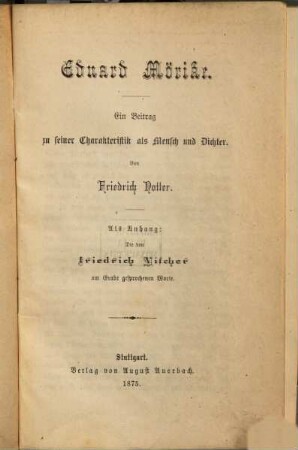 Eduard Mörike.
Ein Beitrag
zu seiner Charakteristik als Mensch und Dichter.
Von
Friedrich Notter.
Als Anhang:
Die von
Friedrich Vischer
am Grabe gesprochenen Worte.
Stuttgart.
Verlag von August Auerbach.
1875.